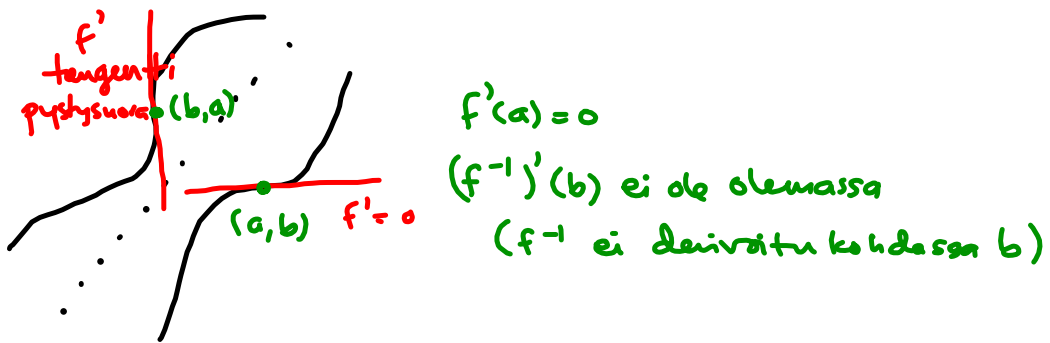 f'
tangentti
pystysuora
(b,a)
(a,b)
f' = 0
f'(a) = 0
(f⁻¹)'(b) ei ole olemassa
(f⁻¹ ei derivoitu kohdassa b)